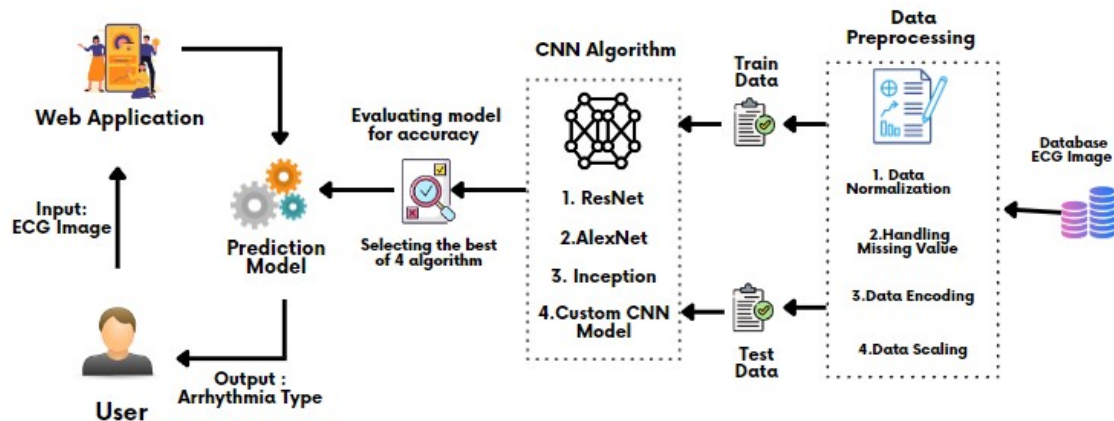 Web Application
Input:
ECG Image
User
Output :
Arrhythmia Type
Prediction
Model
Evaluating model
for accuracy
Selecting the best
of 4 algorithm
CNN Algorithm
1. ResNet
2.AlexNet
3. Inception
4.Custom CNN
Model
Train
Data
Test
Data
Data
Preprocessing
1. Data
Normalization
2.Handling
Missing Value
3.Data Encoding
4.Data Scaling
Database
ECG Image